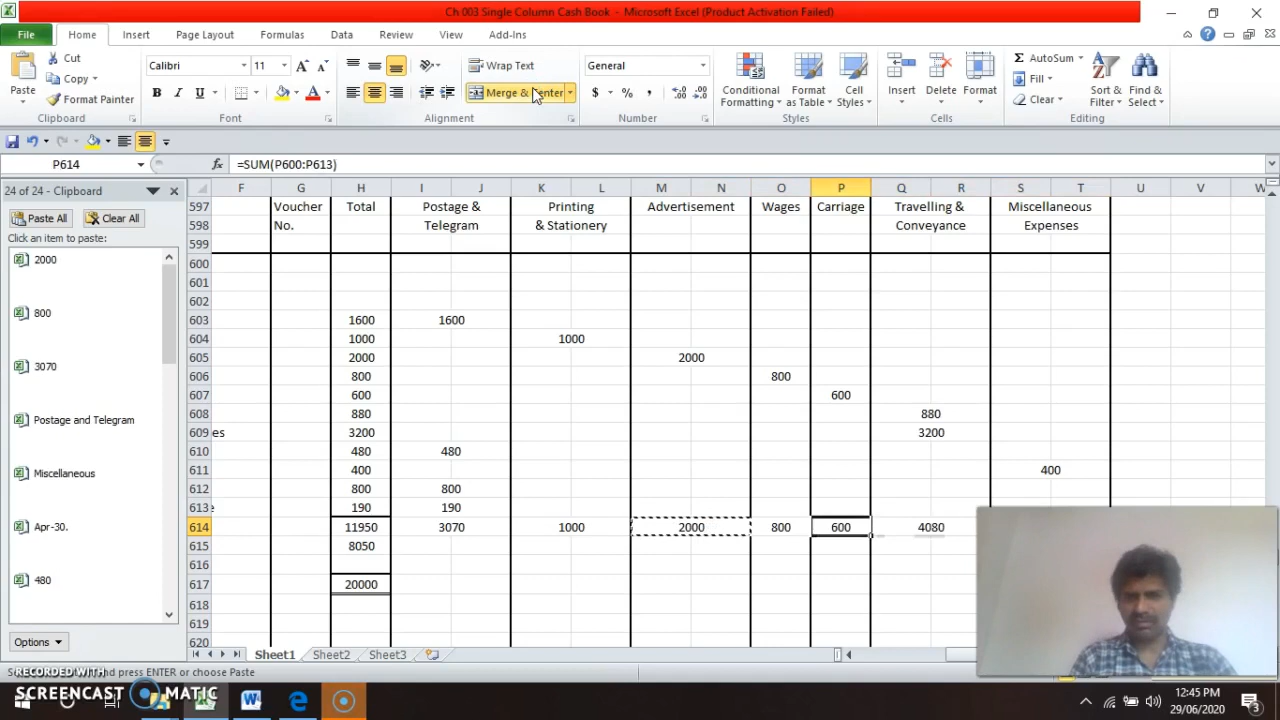 Ch 003 Single Column Cash Book - Microsoft Excel (Product Activation Failed)
File Home Insert Page Layout Formulas Data Review View Add-Ins
Cut
Copy
Format Painter
Paste
Clipboard
Calibri 11
B I U
Font
Wrap Text
Merge & Center
Alignment
General
$ % ,
Number
Conditional Formatting
Format as Table
Cell Styles
Styles
Insert Delete Format
Cells
AutoSum
Fill
Clear
Sort & Filter
Find & Select
Editing
P614 fx =SUM(P600:P613)
24 of 24 - Clipboard
Paste All Clear All
Click an item to paste:
2000
800
3070
Postage and Telegram
Miscellaneous
Apr-30.
480
Options
F G H I J K L M N O P Q R S T U V W
597 Voucher Total Postage & Printing Advertisement Wages Carriage Travelling & Miscellaneous
598 No. Telegram & Stationery Conveyance Expenses
599
600
601
602
603 1600 1600
604 1000 1000
605 2000 2000
606 800 800
607 600 600
608 880 880
609 es 3200 3200
610 480 480
611 400 400
612 800 800
613 190 190
614 11950 3070 1000 2000 800 600 4080
615 8050
616
617 20000
618
619
620
Sheet1 Sheet2 Sheet3
and press ENTER or choose Paste
RECORDED WITH
SCREENCAST MATIC
12:45 PM
29/06/2020
3